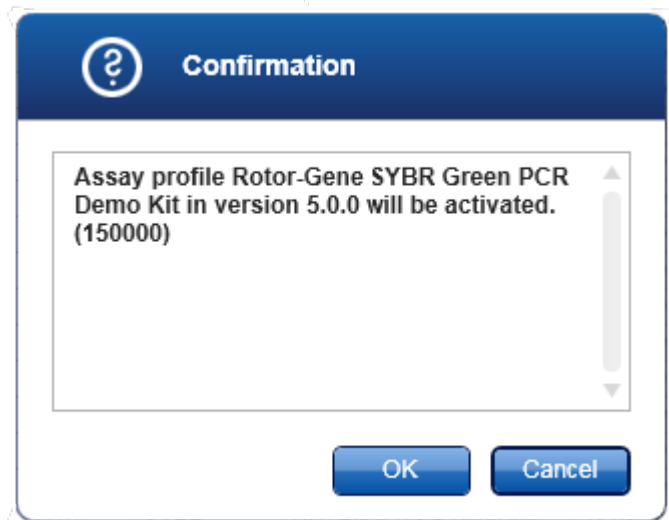 Confirmation
Assay profile Rotor-Gene SYBR Green PCR
Demo Kit in version 5.0.0 will be activated.
(150000)
OK
Cancel